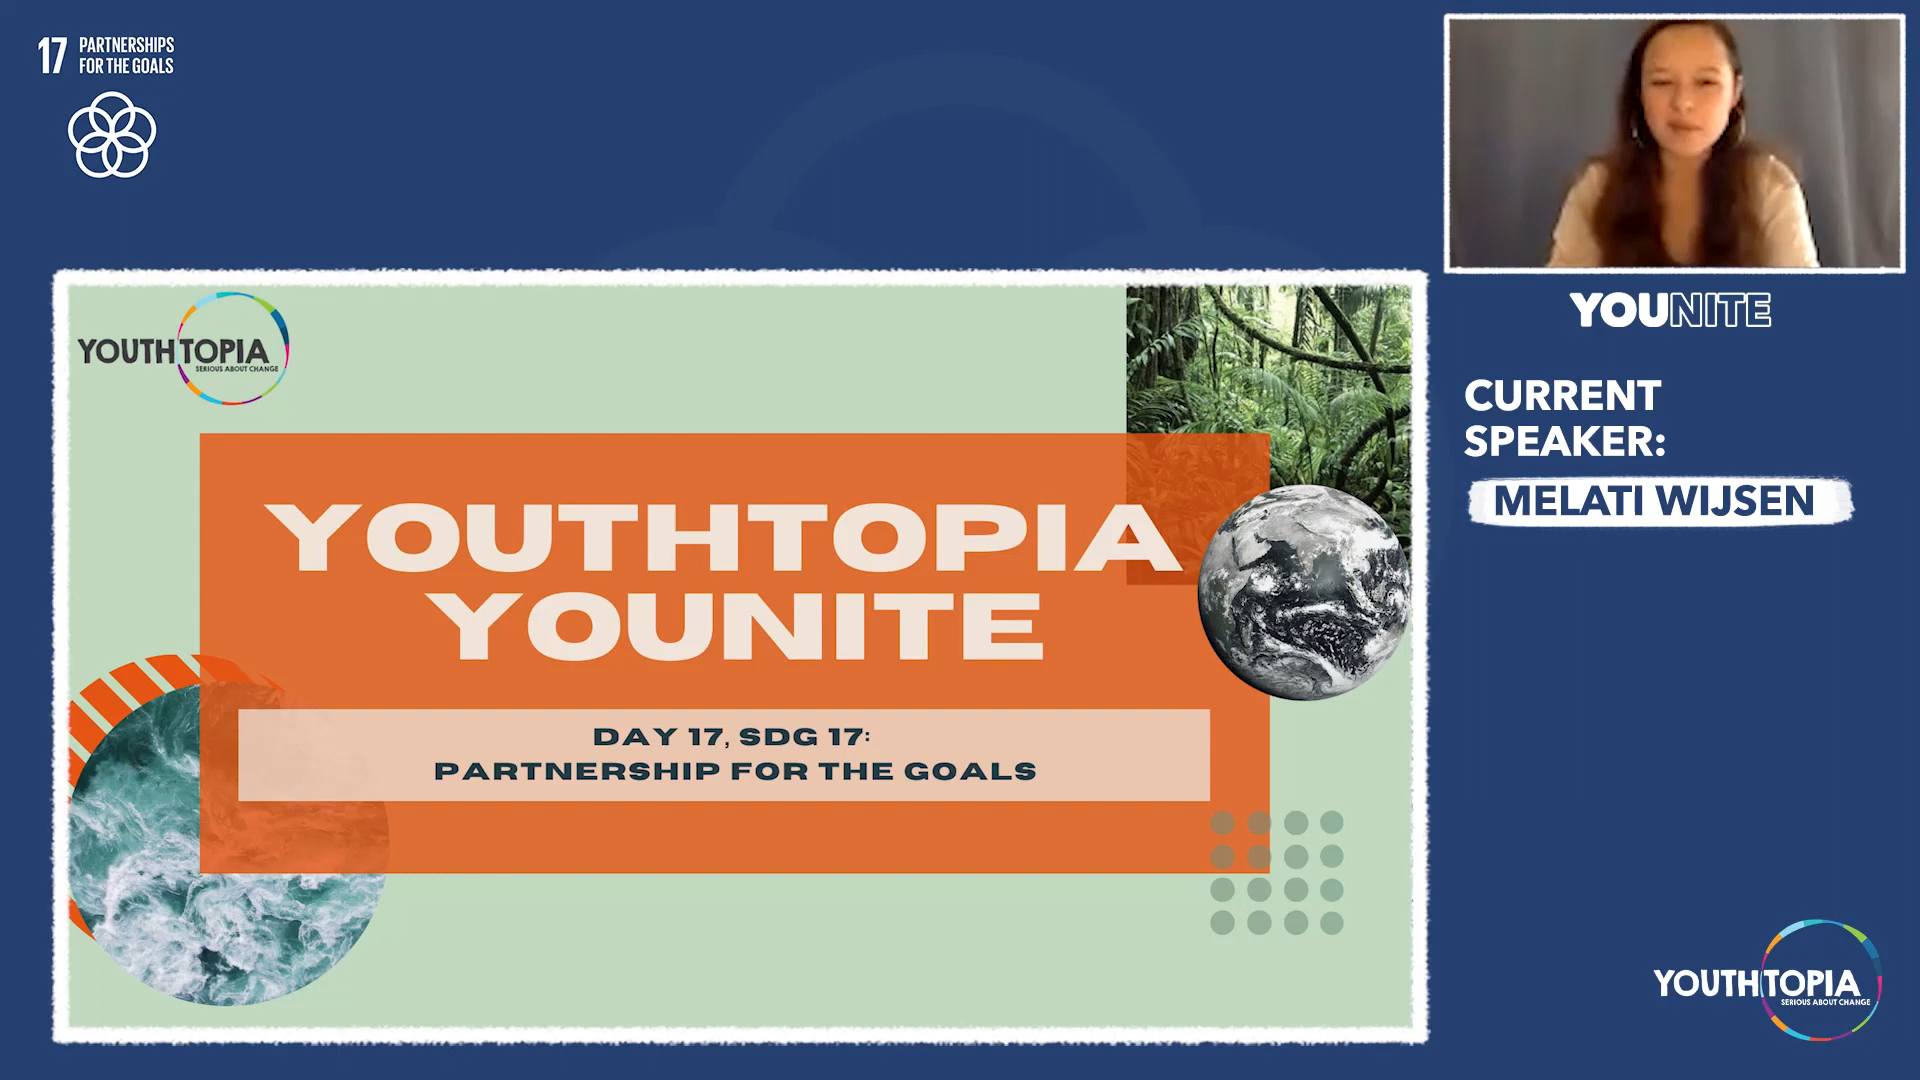 17 PARTNERSHIPS
FOR THE GOALS
YOUTHTOPIA
SERIOUS ABOUT CHANGE
YOUTHTOPIA
YOUNITE
DAY 17, SDG 17:
PARTNERSHIP FOR THE GOALS
YOUNITE
CURRENT
SPEAKER:
MELATI WIJSEN
YOUTHTOPIA
SERIOUS ABOUT CHANGE